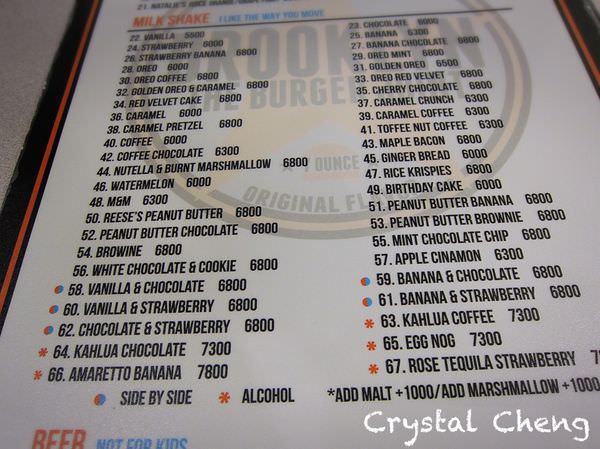 21. NATALIE'S
MILK SHAKE I LIKE THE WAY YOU MOVE
22. VANILLA 5500
24. STRAWBERRY 6800
26. STRAWBERRY BANANA 6800
28. OREO 6000
30. OREO COFFEE 6800
32. GOLDEN OREO & CARAMEL 6800
34. RED VELVET CAKE 6800
36. CARAMEL 6000
38. CARAMEL PRETZEL 6800
40. COFFEE 6000
42. COFFEE CHOCOLATE 6300
44. NUTELLA & BURNT MARSHMALLOW 6800
46. WATERMELON 6000
48. M&M 6300
50. REESE'S PEANUT BUTTER 6800
52. PEANUT BUTTER CHOCOLATE 6800
54. BROWINE 6800
56. WHITE CHOCOLATE & COOKIE 6800
58. VANILLA & CHOCOLATE 6800
60. VANILLA & STRAWBERRY 6800
62. CHOCOLATE & STRAWBERRY 6800
* 64. KAHLUA CHOCOLATE 7300
* 66. AMARETTO BANANA 7800
23. CHOCOLATE 6000
25. BANANA 6300
27. BANANA CHOCOLATE 6800
29. OREO MINT 6800
31. GOLDEN OREO 6500
33. OREO RED VELVET 6800
35. CHERRY CHOCOLATE 6800
37. CARAMEL CRUNCH 6300
39. CARAMEL COFFEE 6300
41. TOFFEE NUT COFFEE 6300
43. MAPLE BACON 6800
45. GINGER BREAD 6000
47. RICE KRISPIES 6800
49. BIRTHDAY CAKE 6000
51. PEANUT BUTTER BANANA 6800
53. PEANUT BUTTER BROWNIE 6800
55. MINT CHOCOLATE CHIP 6800
57. APPLE CINAMON 6300
59. BANANA & CHOCOLATE 6800
61. BANANA & STRAWBERRY 6800
* 63. KAHLUA COFFEE 7300
* 65. EGG NOG 7300
* 67. ROSE TEQUILA STRAWBERRY
SIDE BY SIDE * ALCOHOL *ADD MALT +1000/ADD MARSHMALLOW +1000
THE BURGER
7 OUNCE
ORIGINAL
BEER NOT FOR KIDS
Crystal Cheng